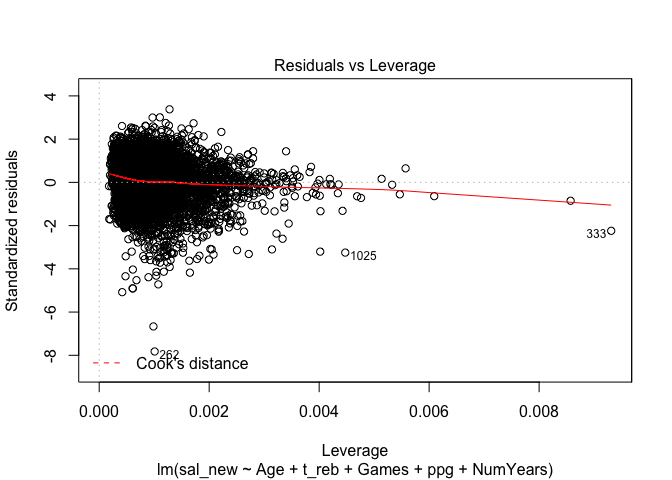 Residuals vs Leverage
Standardized residuals
4
2
0
-2
-4
-6
-8
333
1025
262
Cook's distance
0.000 0.002 0.004 0.006 0.008
Leverage
lm(sal_new ~ Age + t_reb + Games + ppg + NumYears)